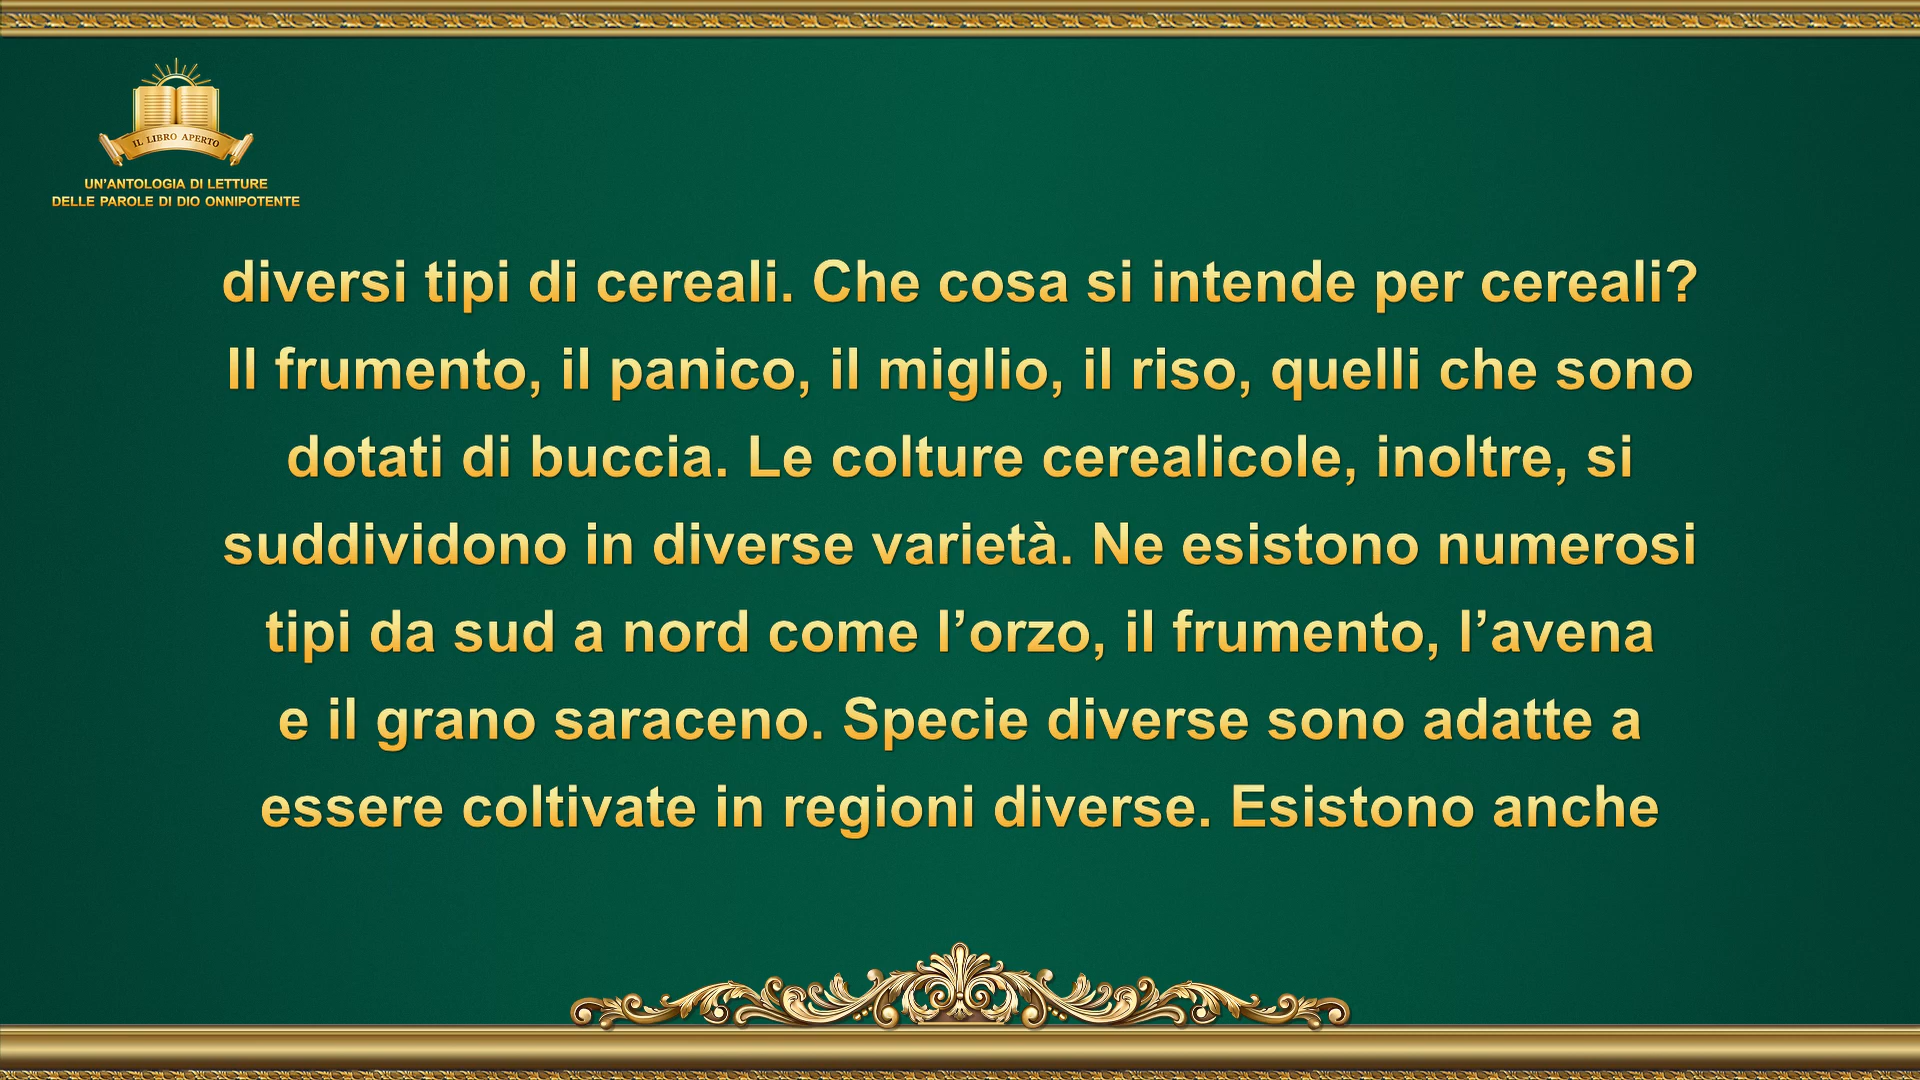 IL LIBRO APERTO
UN’ANTOLOGIA DI LETTURE
DELLE PAROLE DI DIO ONNIPOTENTE
diversi tipi di cereali. Che cosa si intende per cereali?
Il frumento, il panico, il miglio, il riso, quelli che sono
dotati di buccia. Le colture cerealicole, inoltre, si
suddividono in diverse varietà. Ne esistono numerosi
tipi da sud a nord come l’orzo, il frumento, l’avena
e il grano saraceno. Specie diverse sono adatte a
essere coltivate in regioni diverse. Esistono anche